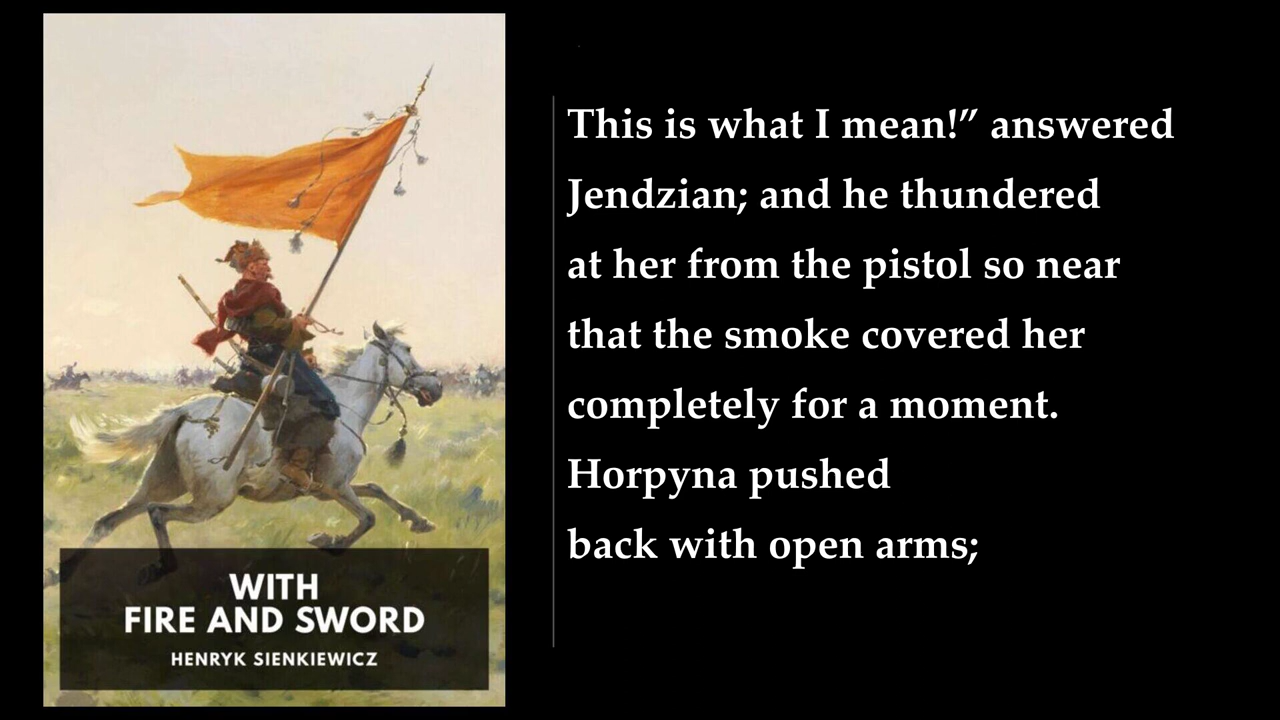 WITH
FIRE AND SWORD
HENRYK SIENKIEWICZ
This is what I mean!” answered
Jendzian; and he thundered
at her from the pistol so near
that the smoke covered her
completely for a moment.
Horpyna pushed
back with open arms;